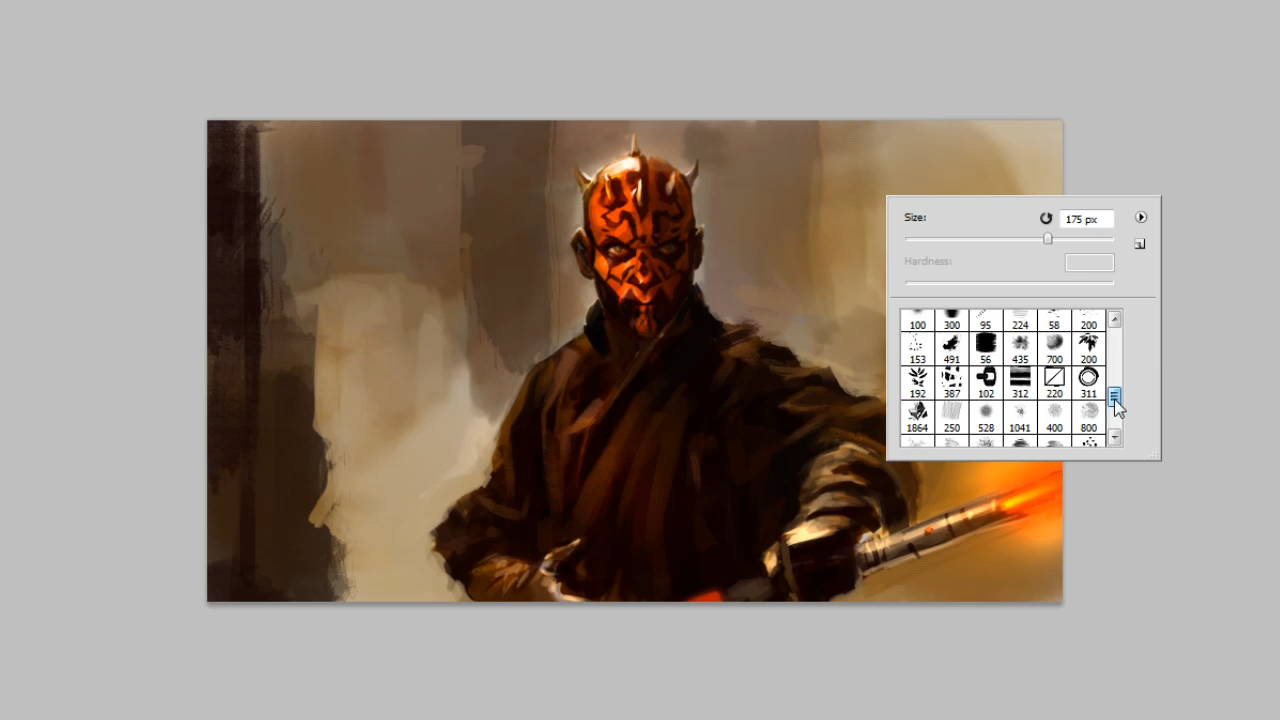 Size:
175 px
Hardness:
100 300 95 224 58 200
153 491 56 435 700 200
192 387 102 312 220 311
1864 250 528 1041 400 800